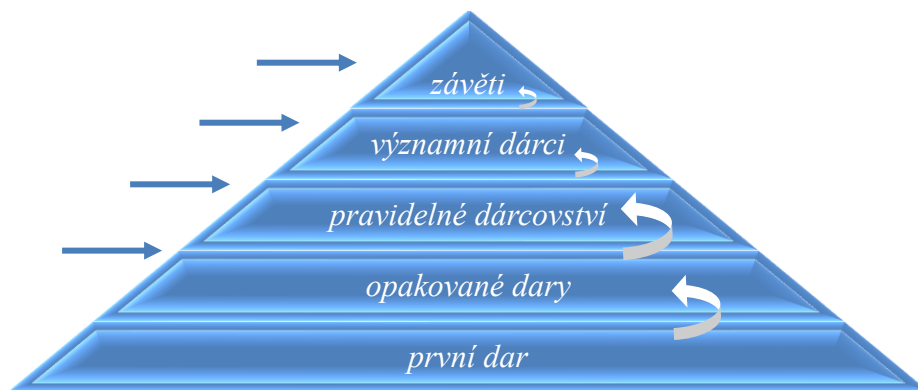 závěti
významní dárci
pravidelné dárcovství
opakované dary
první dar